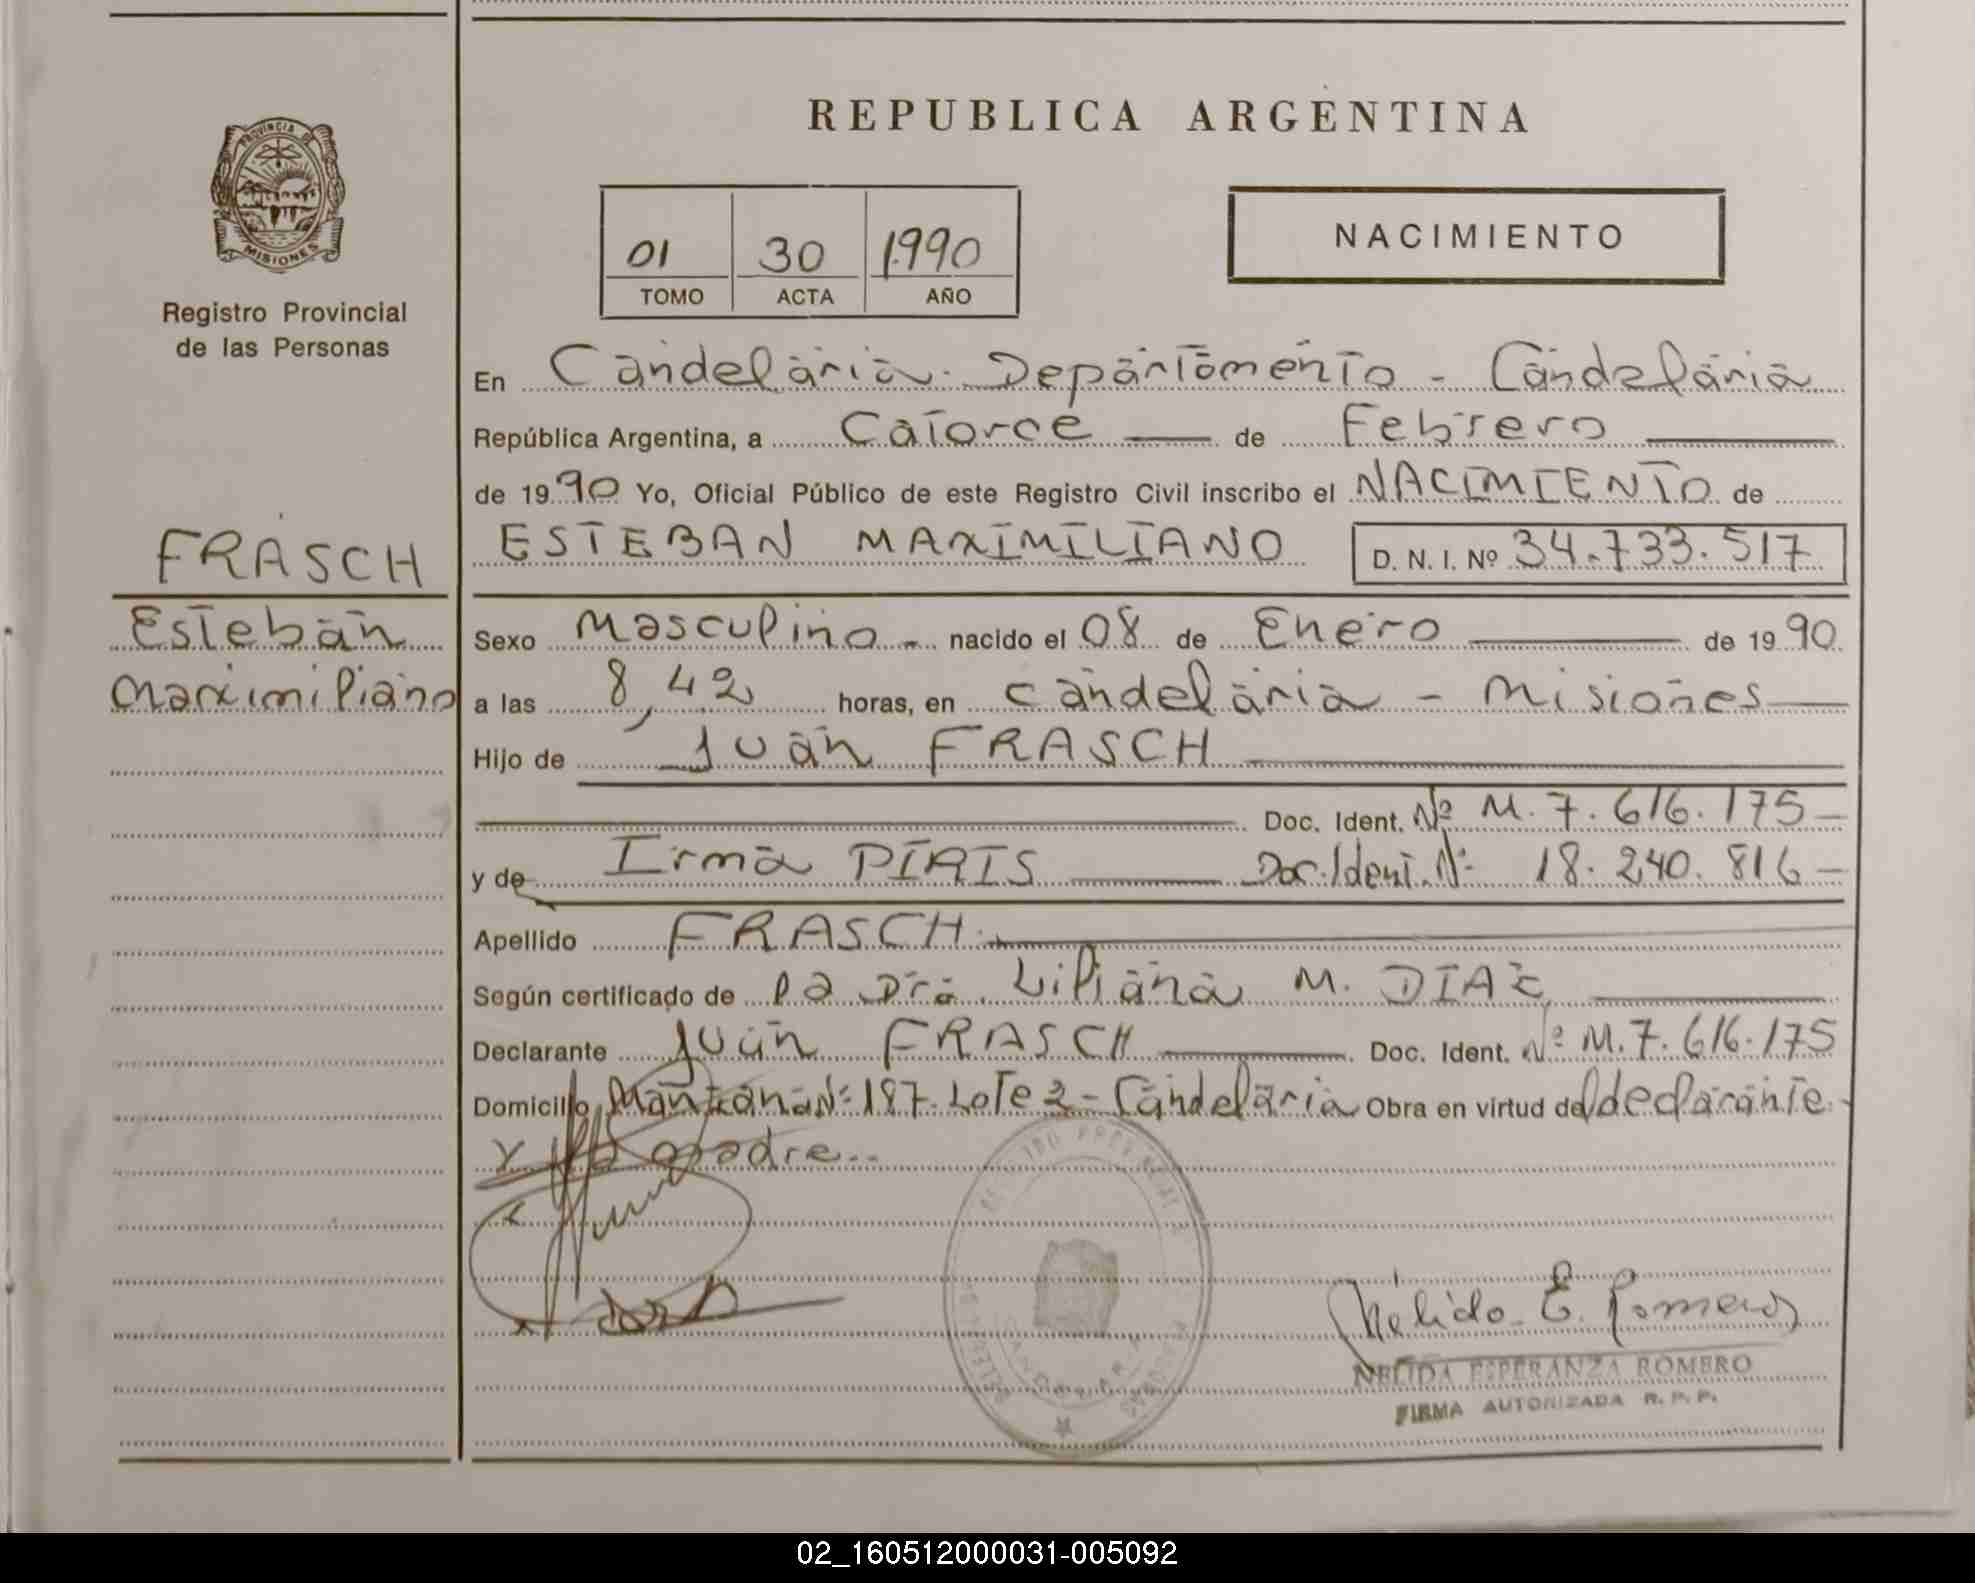 REPUBLICA ARGENTINA
PROVINCIA DE
MISIONES
Registro Provincial
de las Personas
01 30 1990
TOMO ACTA AÑO
NACIMIENTO
En Candelaria. Departamento - Candelaria
República Argentina, a Catorce de Febrero
de 1990 Yo, Oficial Público de este Registro Civil inscribo el NACIMIENTO de
FRASCH
ESTEBAN MAXIMILIANO D. N. I. Nº 34.733.517
Esteban
Sexo Masculino - nacido el 08 de Enero de 1990
Maximiliano
a las 8,42 horas, en Candelaria - Misiones
Hijo de Juan FRASCH
Doc. Ident. Nº M. 7. 616. 175 -
y de Irma PIRIS Doc. Ident. Nº 18. 240. 816 -
Apellido FRASCH
Según certificado de la Dra. Liliana M. DIAZ
Declarante Juan FRASCH Doc. Ident. Nº M. 7. 616. 175
Domicilio Manzana Nº 187. Lote 2 - Candelaria Obra en virtud del declarante
y la madre..
Nélida E. Romero
NELIDA ESPERANZA ROMERO
FIRMA AUTORIZADA R. P. P.
02_160512000031-005092